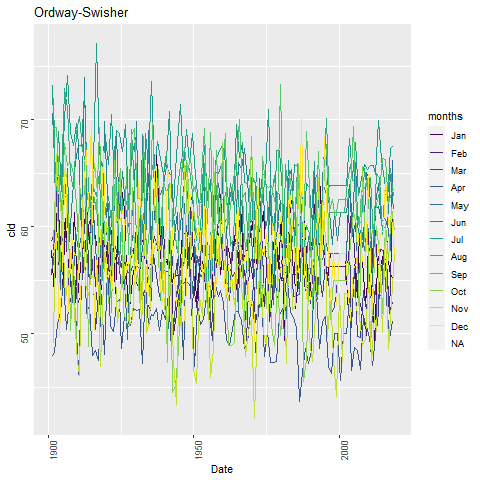 Ordway-Swisher
cld
70
60
50
1900
1950
2000
Date
months
Jan
Feb
Mar
Apr
May
Jun
Jul
Aug
Sep
Oct
Nov
Dec
NA